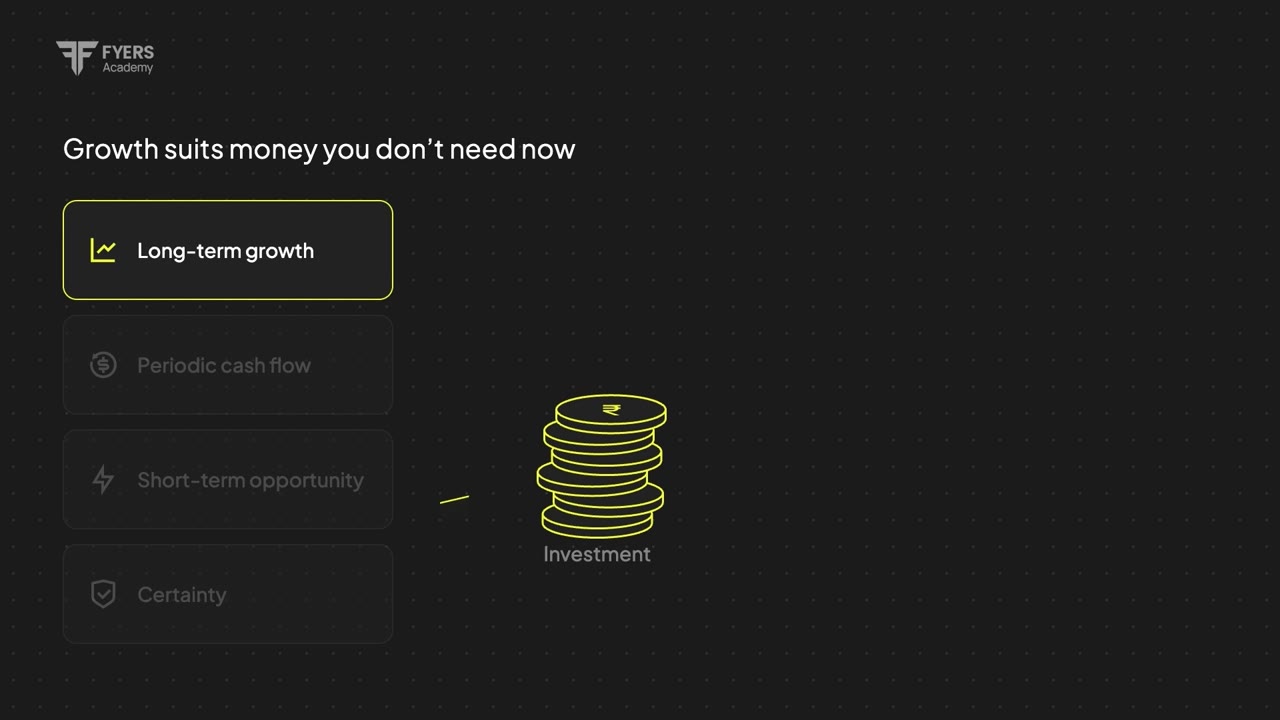 FYERS
Academy
Growth suits money you don’t need now
Long-term growth
Periodic cash flow
Short-term opportunity
Certainty
₹
Investment